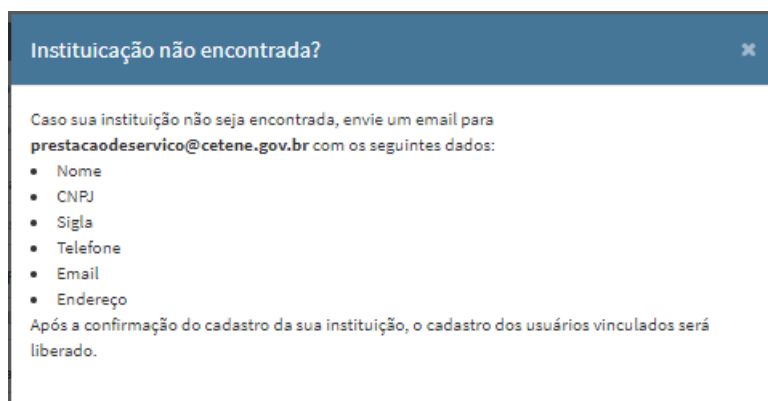 Instituicação não encontrada?
Caso sua instituição não seja encontrada, envie um email para
prestacaodeservico@cetene.gov.br com os seguintes dados:
• Nome
• CNPJ
• Sigla
• Telefone
• Email
• Endereço
Após a confirmação do cadastro da sua instituição, o cadastro dos usuários vinculados será
liberado.